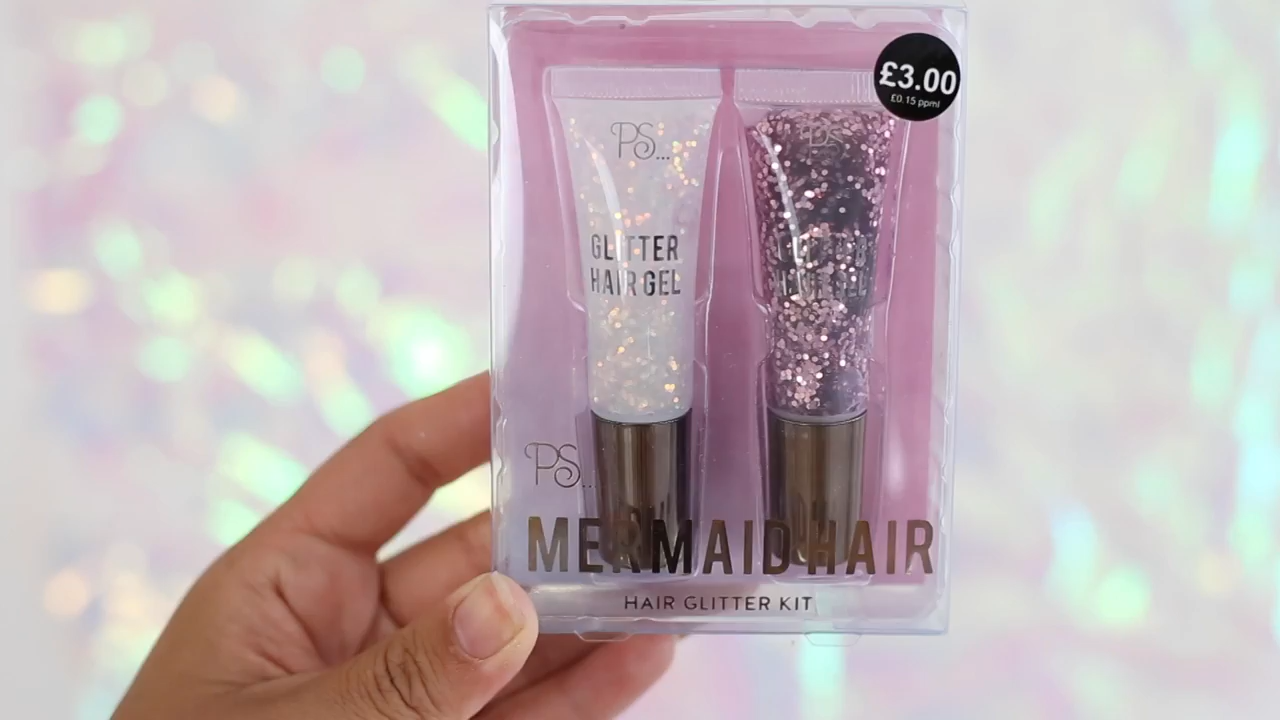 £3.00
£0.15 ppml
PS...
GLITTER
HAIR GEL
PS...
PS...
MERMAID HAIR
HAIR GLITTER KIT